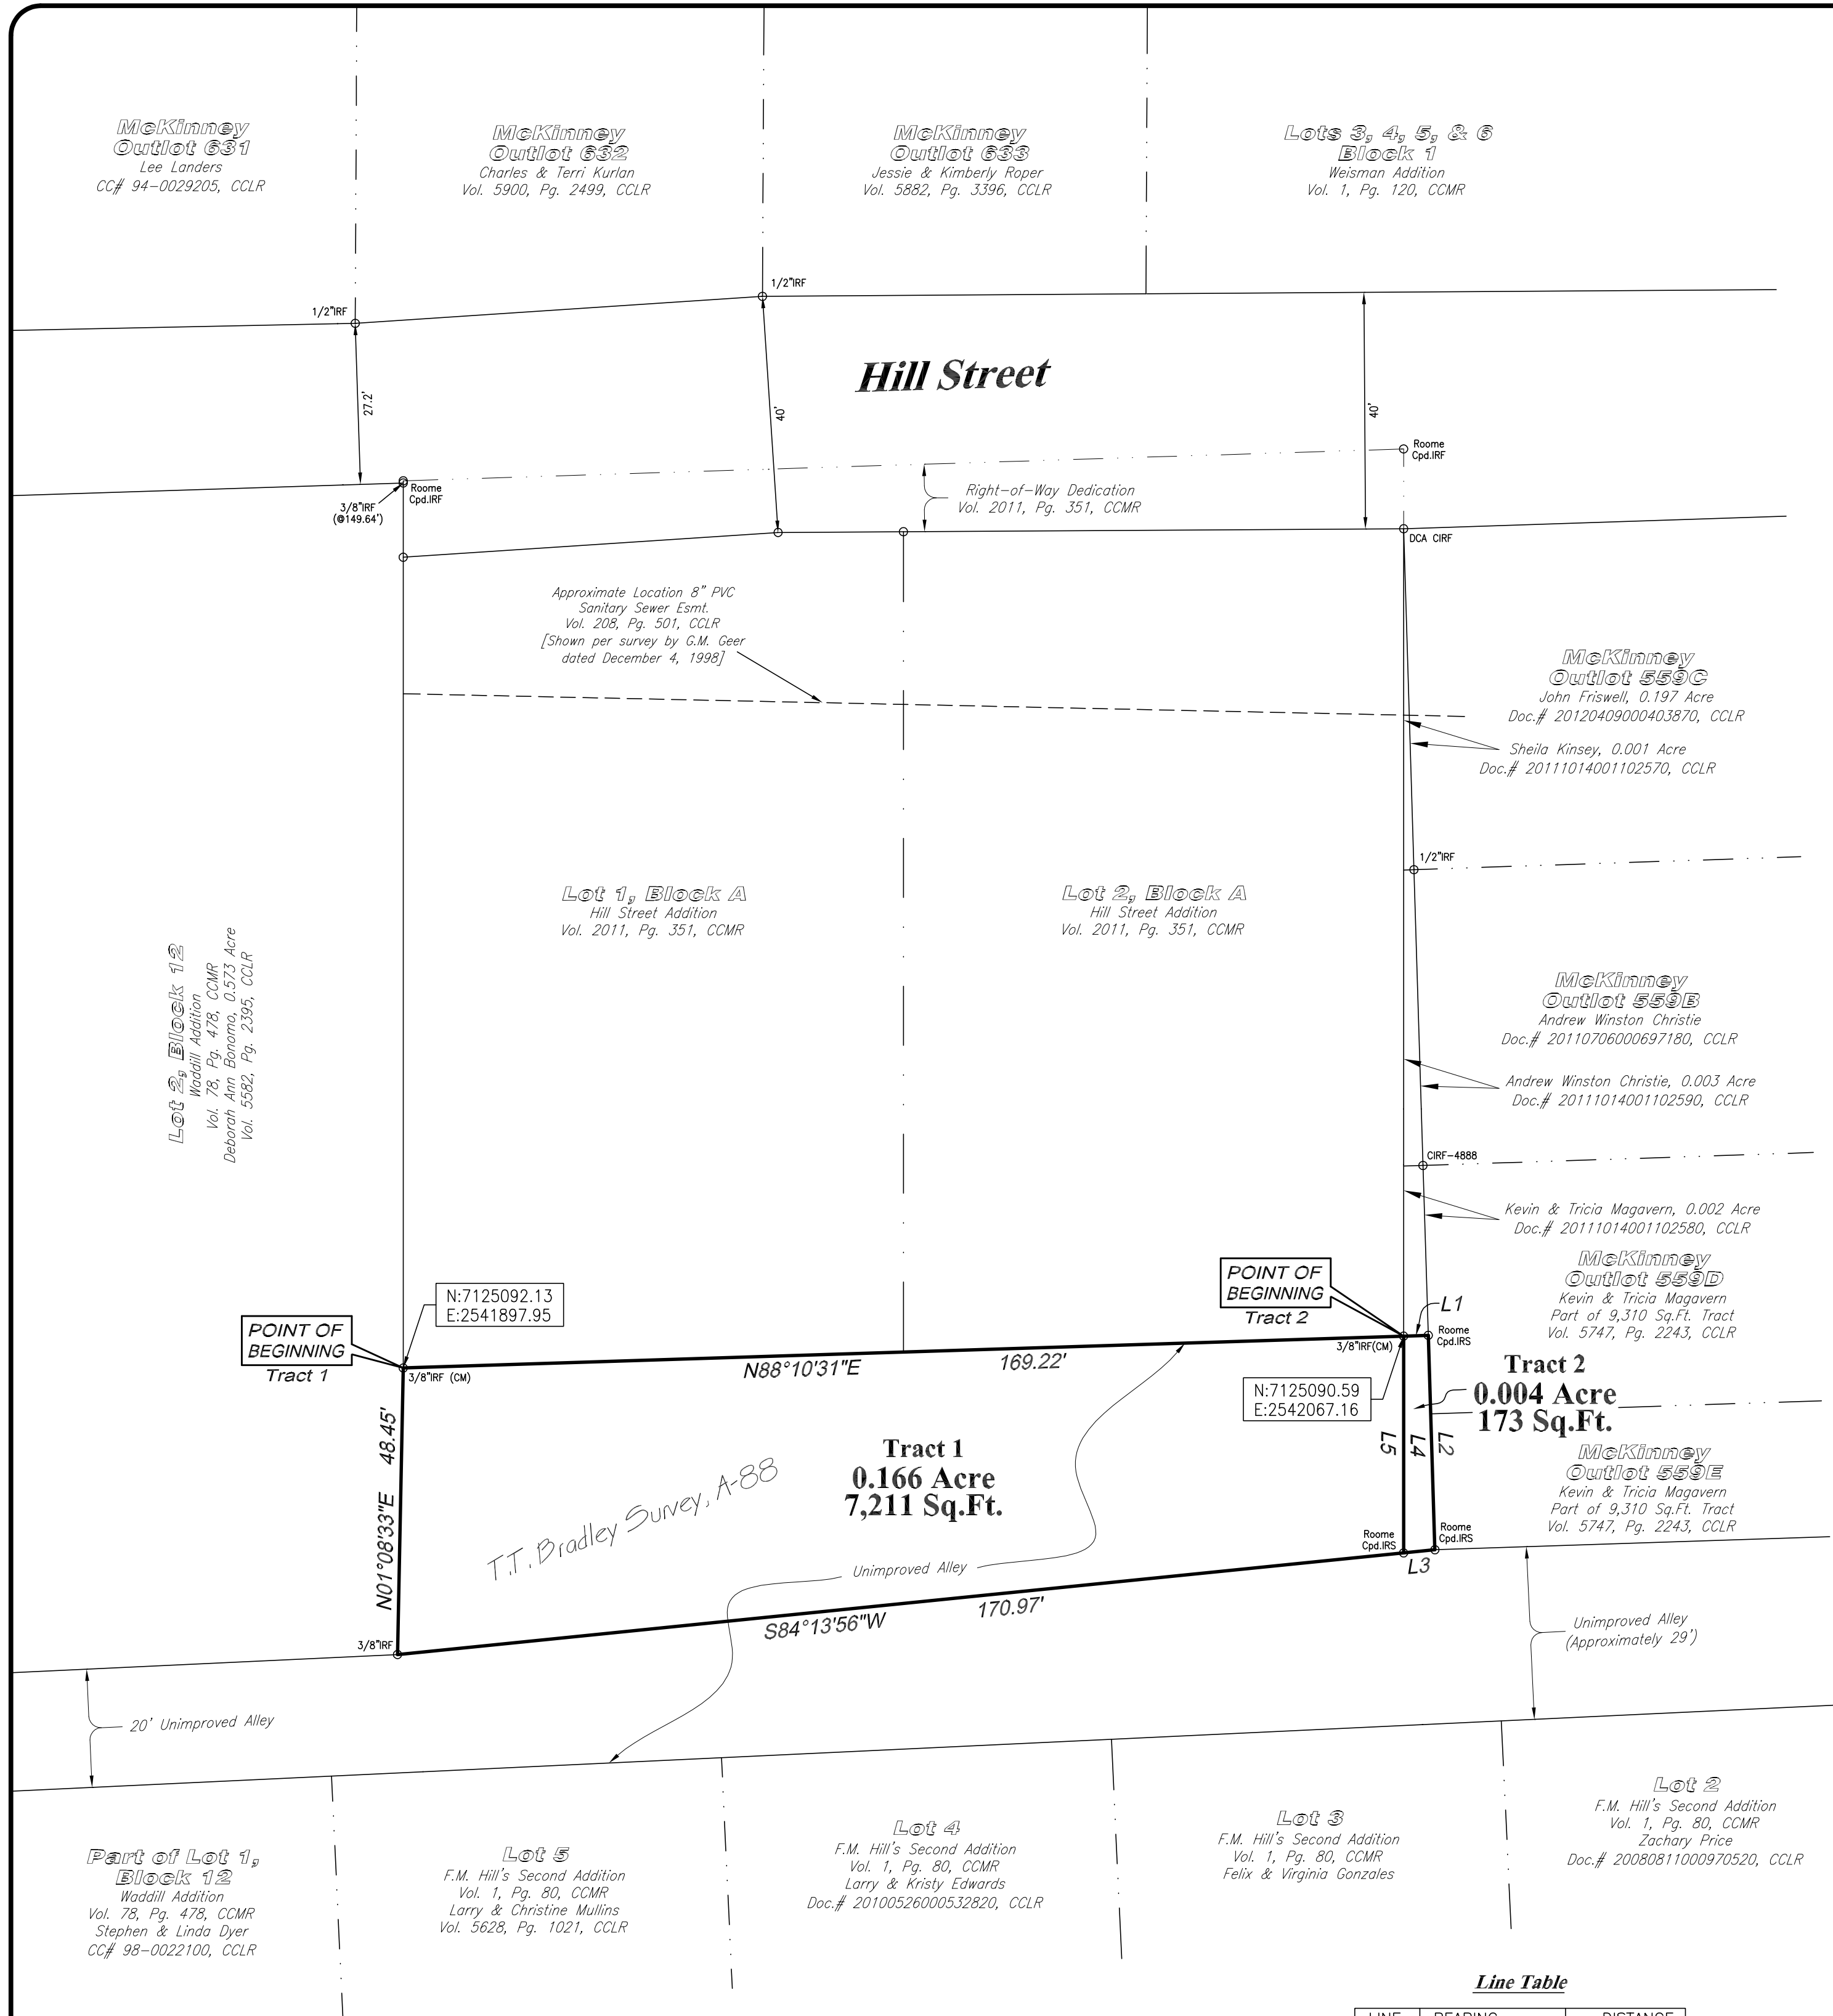 McKinney
Outlot 631
Lee Landers
CC# 94-0029205, CCLR
McKinney
Outlot 632
Charles & Terri Kurlan
Vol. 5900, Pg. 2499, CCLR
McKinney
Outlot 633
Jessie & Kimberly Roper
Vol. 5882, Pg. 3396, CCLR
Lots 3, 4, 5, & 6
Block 1
Weisman Addition
Vol. 1, Pg. 120, CCMR
1/2"IRF
1/2"IRF
Hill Street
27.2'
40'
40'
Roome
Cpd.IRF
Roome
Cpd.IRF
3/8"IRF
(@149.64')
Right-of-Way Dedication
Vol. 2011, Pg. 351, CCMR
DCA CIRF
Approximate Location 8" PVC
Sanitary Sewer Esmt.
Vol. 208, Pg. 501, CCLR
[Shown per survey by G.M. Geer
dated December 4, 1998]
McKinney
Outlot 559C
John Friswell, 0.197 Acre
Doc.# 20120409000403870, CCLR
Sheila Kinsey, 0.001 Acre
Doc.# 20111014001102570, CCLR
1/2"IRF
Lot 1, Block A
Hill Street Addition
Vol. 2011, Pg. 351, CCMR
Lot 2, Block A
Hill Street Addition
Vol. 2011, Pg. 351, CCMR
Lot 2, Block 12
Waddill Addition
Vol. 78, Pg. 478, CCMR
Deborah Ann Bonomo, 0.573 Acre
Vol. 5582, Pg. 2395, CCLR
McKinney
Outlot 559B
Andrew Winston Christie
Doc.# 20110706000697180, CCLR
Andrew Winston Christie, 0.003 Acre
Doc.# 20111014001102590, CCLR
CIRF-4888
Kevin & Tricia Magavern, 0.002 Acre
Doc.# 20111014001102580, CCLR
McKinney
Outlot 559D
Kevin & Tricia Magavern
Part of 9,310 Sq.Ft. Tract
Vol. 5747, Pg. 2243, CCLR
N:7125092.13
E:2541897.95
POINT OF
BEGINNING
Tract 1
3/8"IRF (CM)
POINT OF
BEGINNING
Tract 2
L1
Roome
Cpd.IRS
3/8"IRF(CM)
N88°10'31"E 169.22'
N:7125090.59
E:2542067.16
Tract 2
0.004 Acre
173 Sq.Ft.
L5
L4
L2
N01°08'33"E 48.45'
Tract 1
0.166 Acre
7,211 Sq.Ft.
T.T. Bradley Survey, A-88
McKinney
Outlot 559E
Kevin & Tricia Magavern
Part of 9,310 Sq.Ft. Tract
Vol. 5747, Pg. 2243, CCLR
Roome
Cpd.IRS
Roome
Cpd.IRS
L3
Unimproved Alley
S84°13'56"W 170.97'
3/8"IRF
Unimproved Alley
(Approximately 29')
20' Unimproved Alley
Part of Lot 1,
Block 12
Waddill Addition
Vol. 78, Pg. 478, CCMR
Stephen & Linda Dyer
CC# 98-0022100, CCLR
Lot 5
F.M. Hill's Second Addition
Vol. 1, Pg. 80, CCMR
Larry & Christine Mullins
Vol. 5628, Pg. 1021, CCLR
Lot 4
F.M. Hill's Second Addition
Vol. 1, Pg. 80, CCMR
Larry & Kristy Edwards
Doc.# 20100526000532820, CCLR
Lot 3
F.M. Hill's Second Addition
Vol. 1, Pg. 80, CCMR
Felix & Virginia Gonzales
Lot 2
F.M. Hill's Second Addition
Vol. 1, Pg. 80, CCMR
Zachary Price
Doc.# 20080811000970520, CCLR
Line Table
LINE BEARING DISTANCE